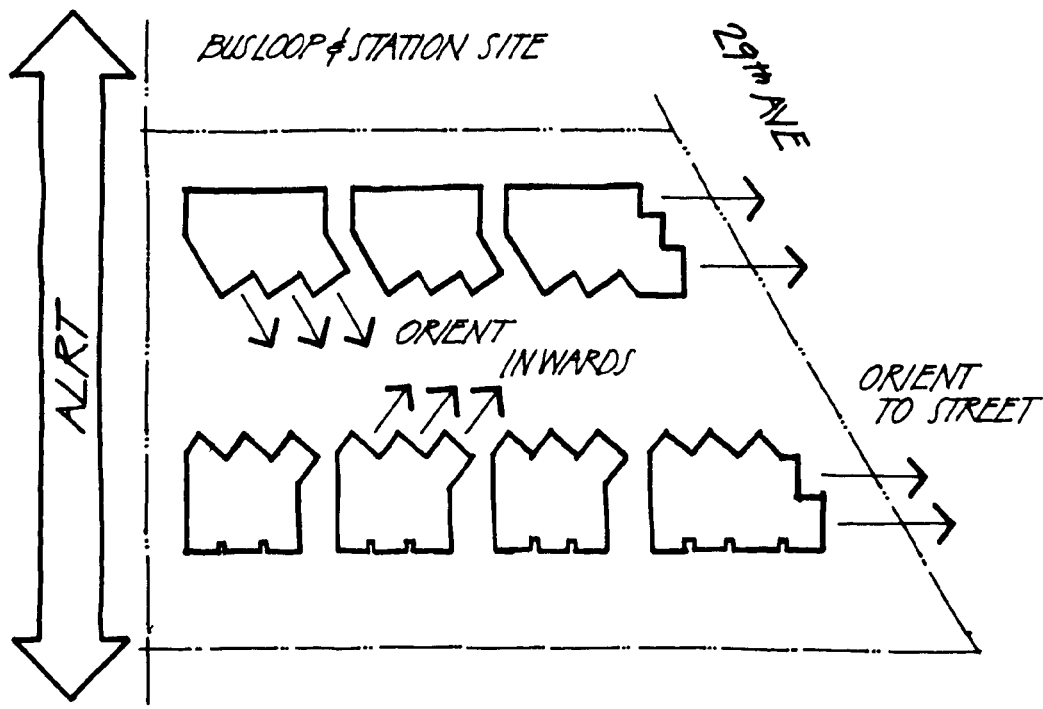 BUSLOOP & STATION SITE
29th AVE
ALRT
ORIENT
INWARDS
ORIENT
TO STREET